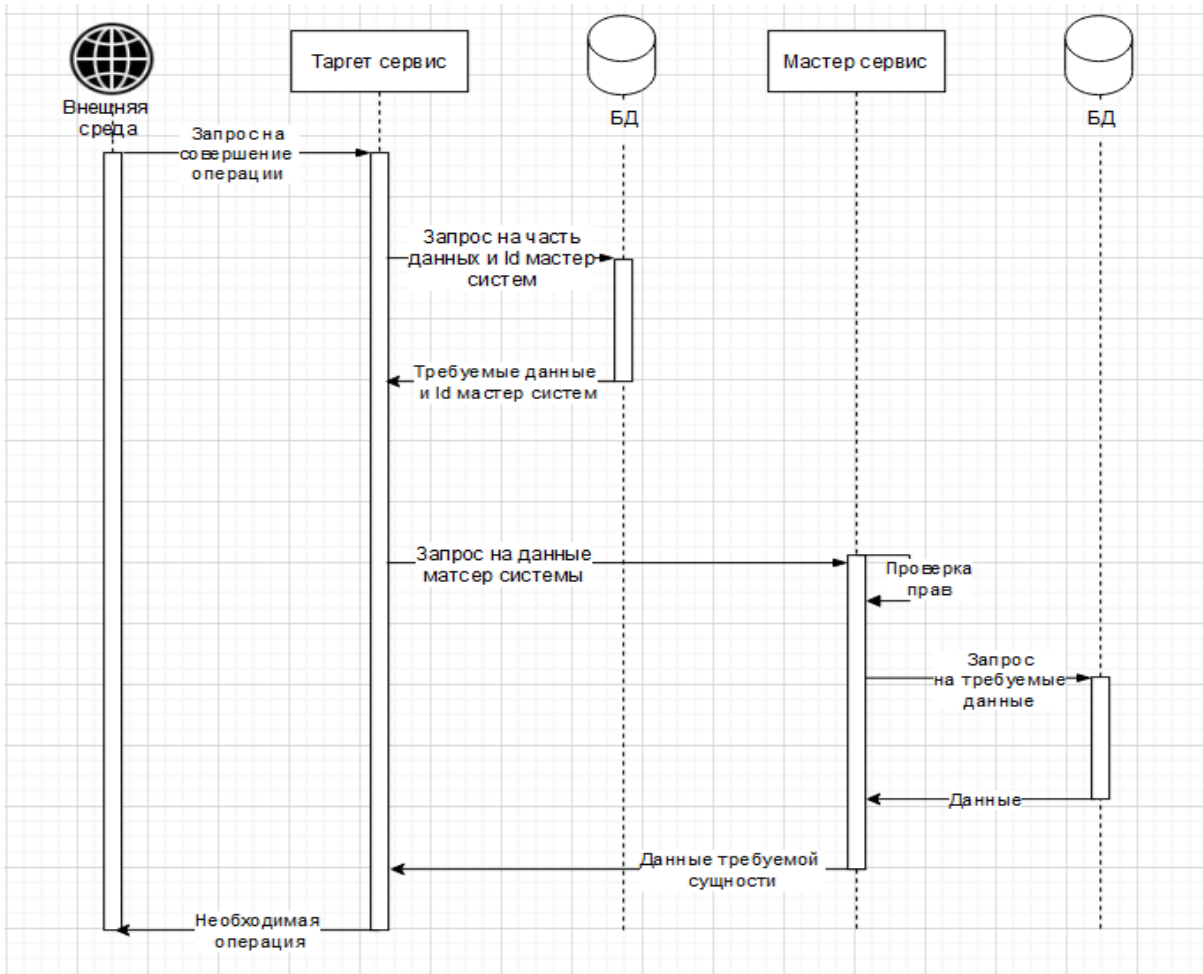 Таргет сервис
Мастер сервис
Внещняя
среда
БД
БД
Запрос на
совершение
операции
Запрос на часть
данных и Id мастер
систем
Требуемые данные
и Id мастер систем
Запрос на данные
матсер системы
Проверка
прав
Запрос
на требуемые
данные
Данные
Данные требуемой
сущности
Необходимая
операция